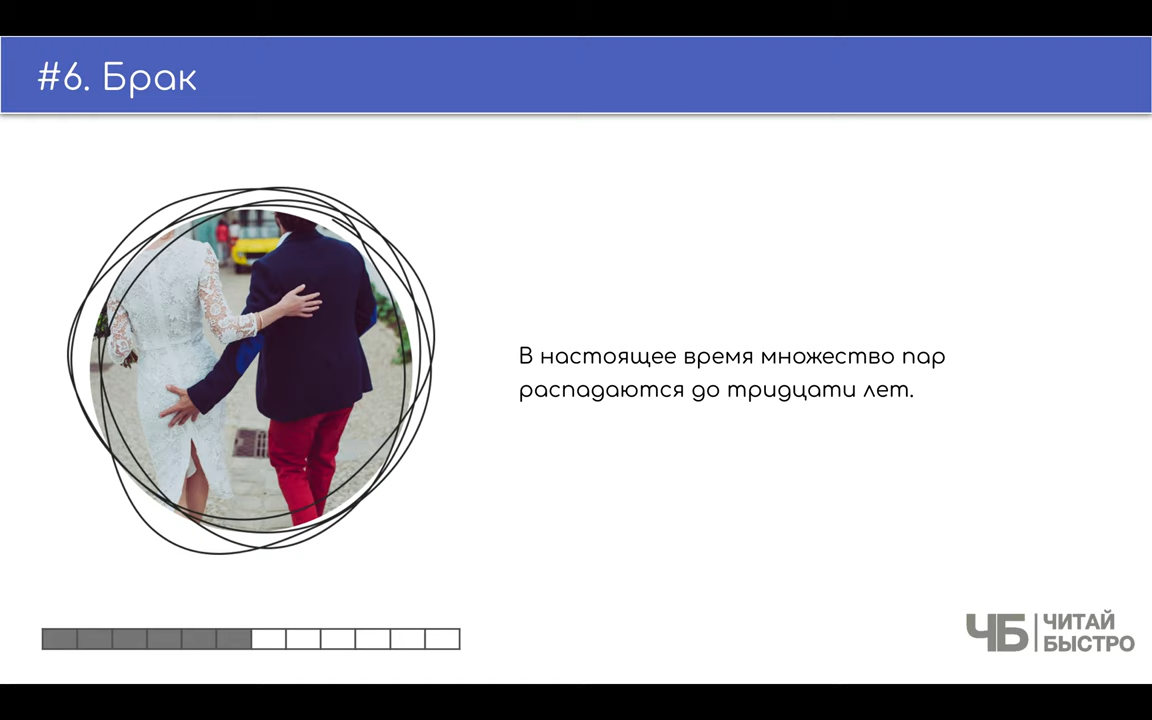 #6. Брак
В настоящее время множество пар
распадаются до тридцати лет.
ЧБ
ЧИТАЙ
БЫСТРО